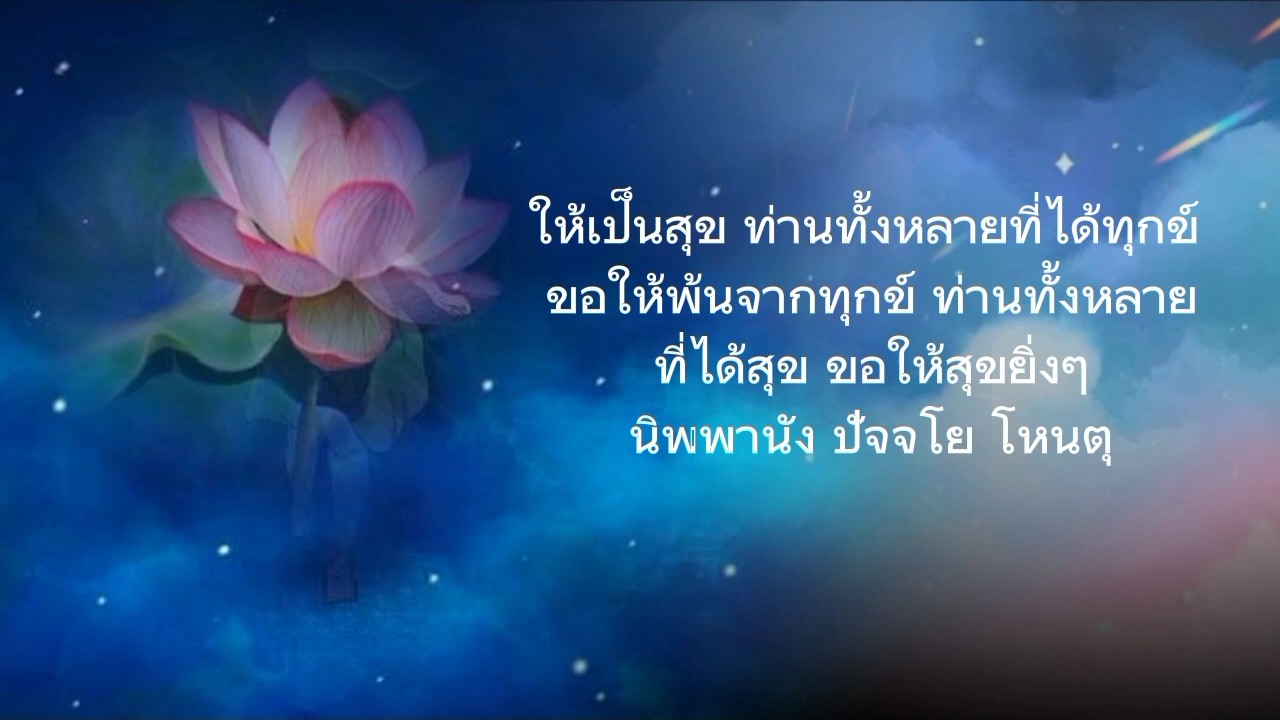 ให้เป็นสุข ท่านทั้งหลายที่ได้ทุกข์
ขอให้พ้นจากทุกข์ ท่านทั้งหลาย
ที่ได้สุข ขอให้สุขยิ่งๆ
นิพพานัง ปัจจโย โหนตุ